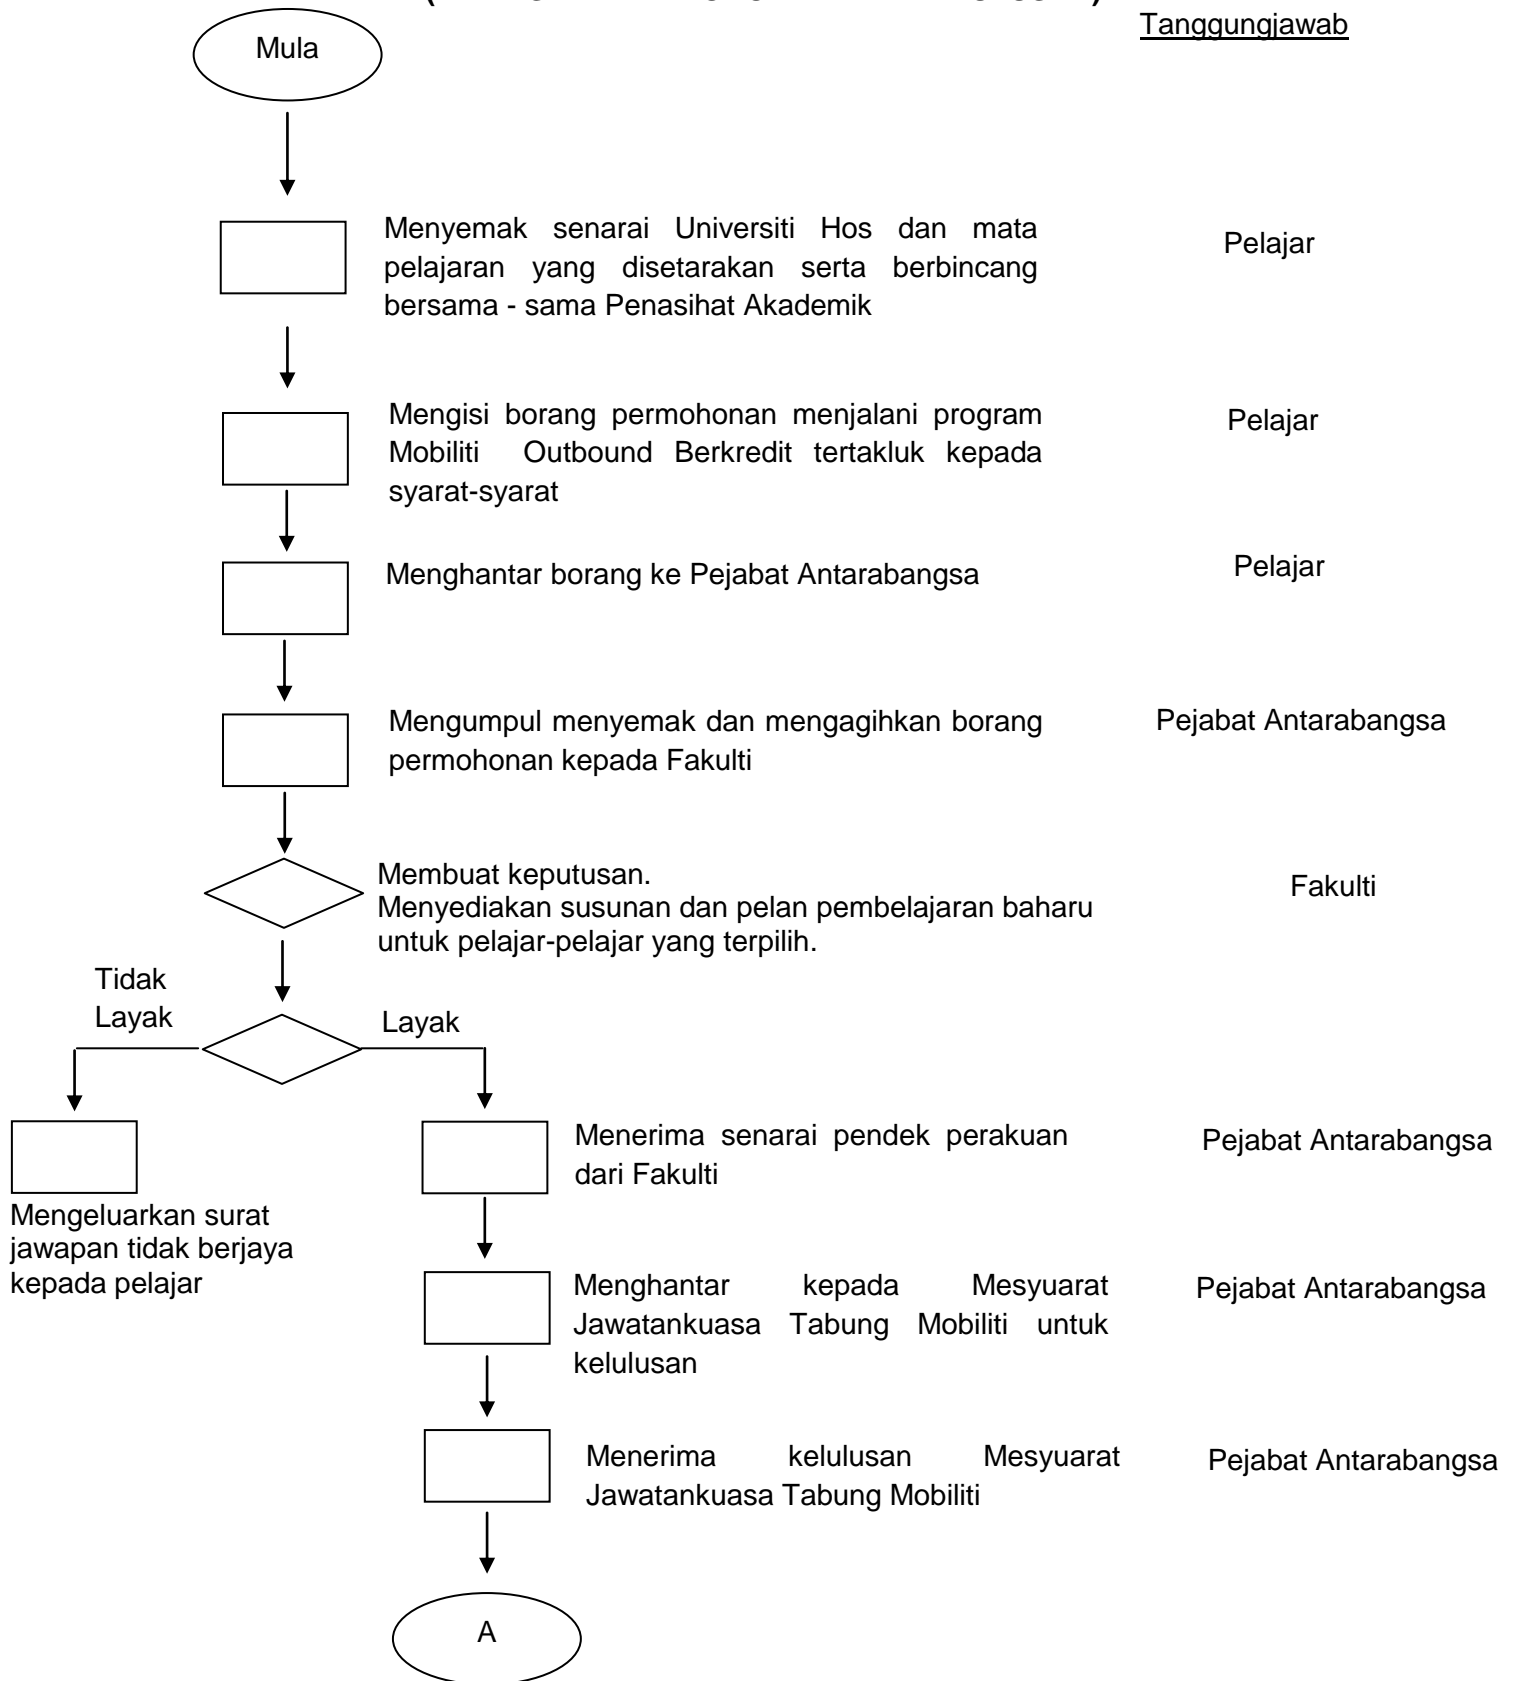 Tanggungjawab
Mula
Menyemak senarai Universiti Hos dan mata
pelajaran yang disetarakan serta berbincang
bersama - sama Penasihat Akademik
Pelajar
Mengisi borang permohonan menjalani program
Mobiliti Outbound Berkredit tertakluk kepada
syarat-syarat
Pelajar
Menghantar borang ke Pejabat Antarabangsa
Pelajar
Mengumpul menyemak dan mengagihkan borang
permohonan kepada Fakulti
Pejabat Antarabangsa
Membuat keputusan.
Menyediakan susunan dan pelan pembelajaran baharu
untuk pelajar-pelajar yang terpilih.
Fakulti
Tidak
Layak
Layak
Mengeluarkan surat
jawapan tidak berjaya
kepada pelajar
Menerima senarai pendek perakuan
dari Fakulti
Pejabat Antarabangsa
Menghantar kepada Mesyuarat
Jawatankuasa Tabung Mobiliti untuk
kelulusan
Pejabat Antarabangsa
Menerima kelulusan Mesyuarat
Jawatankuasa Tabung Mobiliti
Pejabat Antarabangsa
A